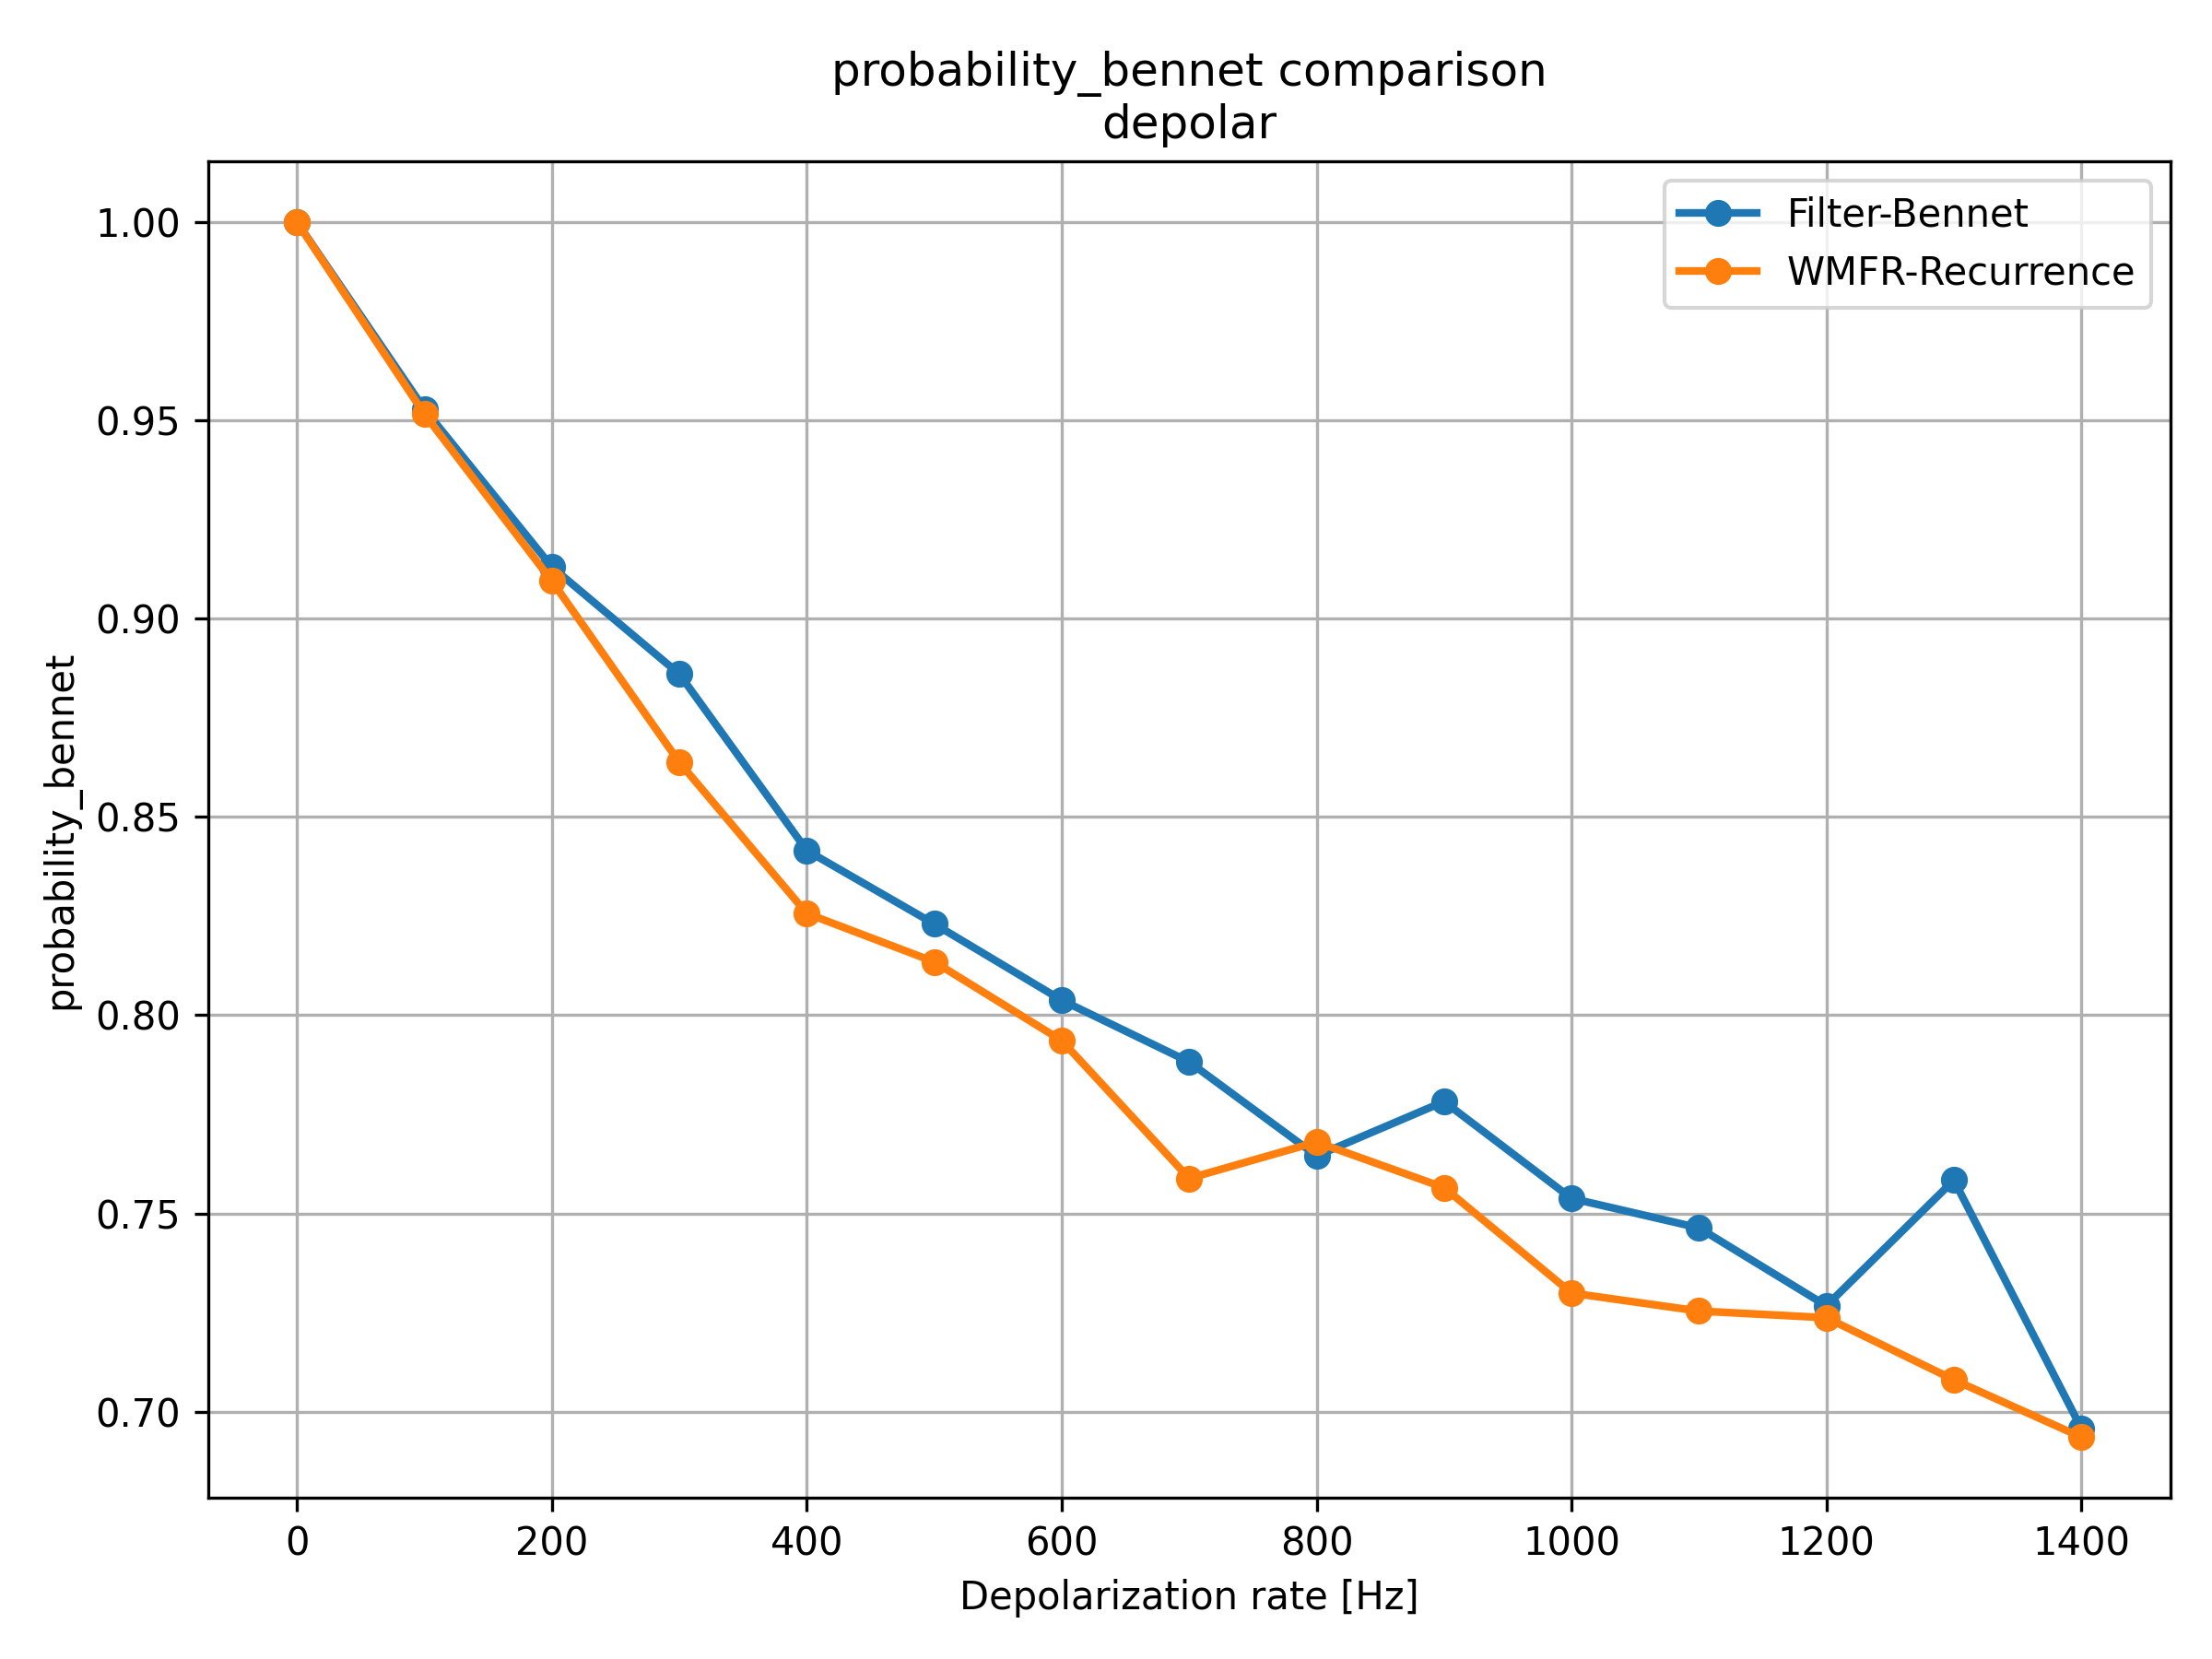 probability_bennet comparison
depolar
Filter-Bennet
WMFR-Recurrence
1.00
0.95
0.90
0.85
0.80
0.75
0.70
probability_bennet
0 200 400 600 800 1000 1200 1400
Depolarization rate [Hz]